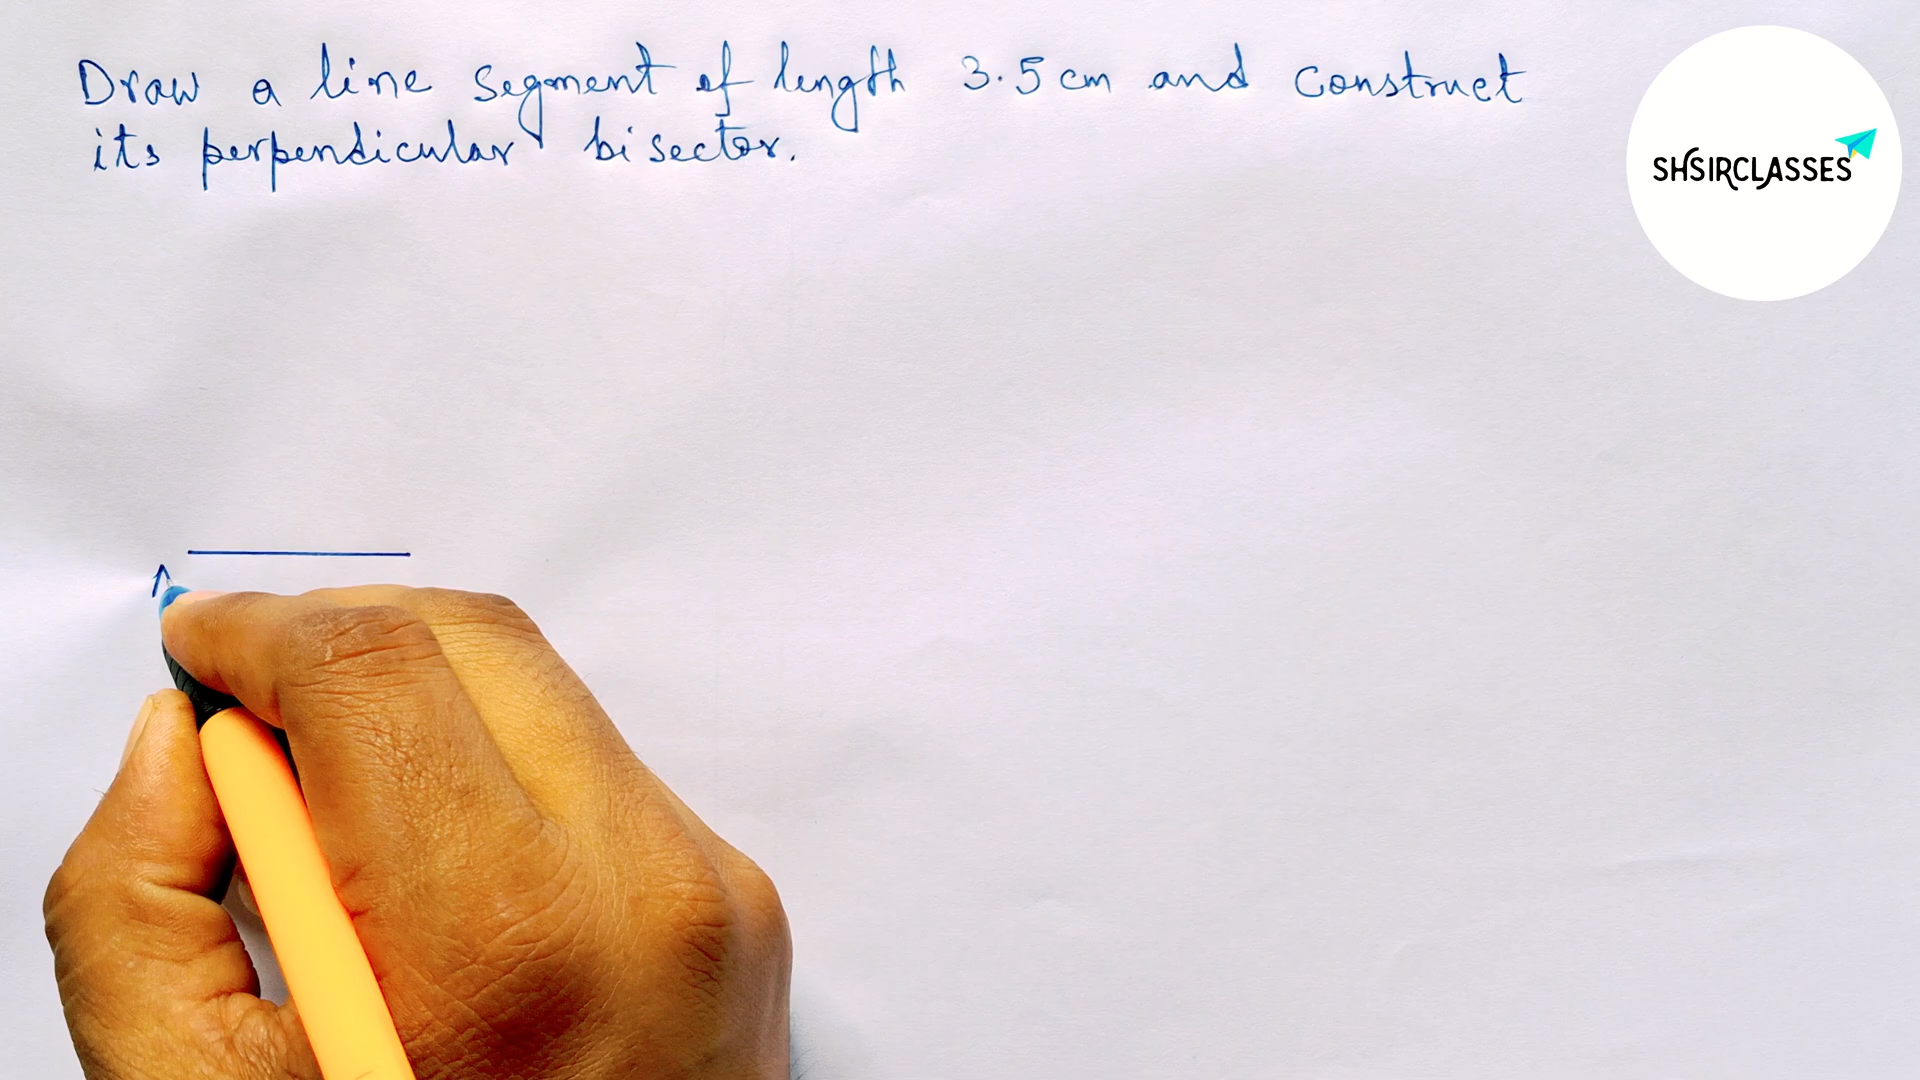 Draw a line segment of length 3.5 cm and construct
its perpendicular bisector.
SHSIRCLASSES